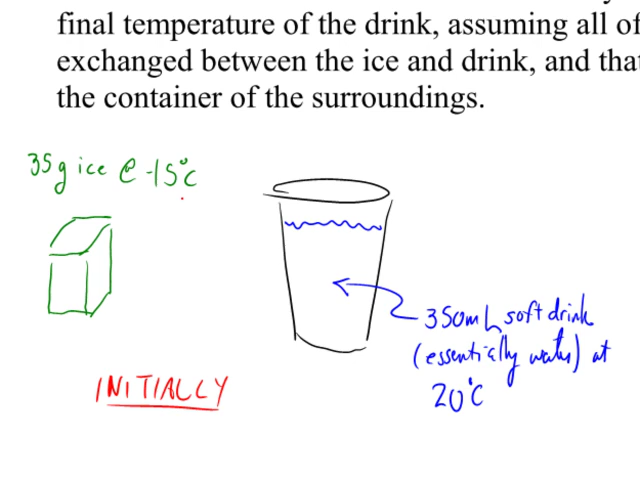 final temperature of the drink, assuming all of
exchanged between the ice and drink, and that
the container of the surroundings.
35g ice @ -15°C
350mL soft drink
(essentially water) at
20°C
INITIALLY